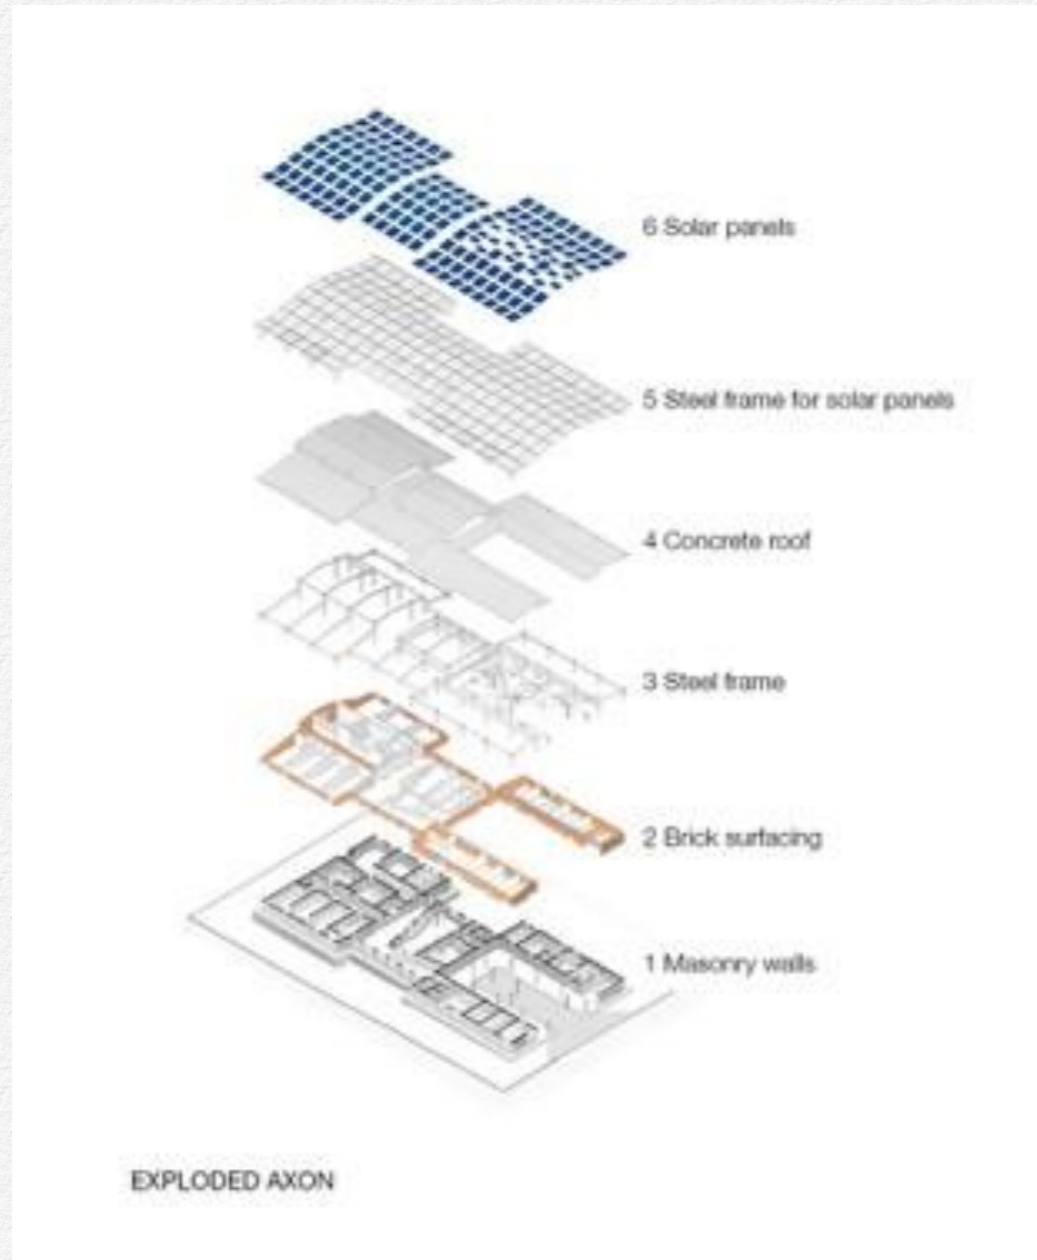 6 Solar panels
5 Steel frame for solar panels
4 Concrete roof
3 Steel frame
2 Brick surfacing
1 Masonry walls
EXPLODED AXON